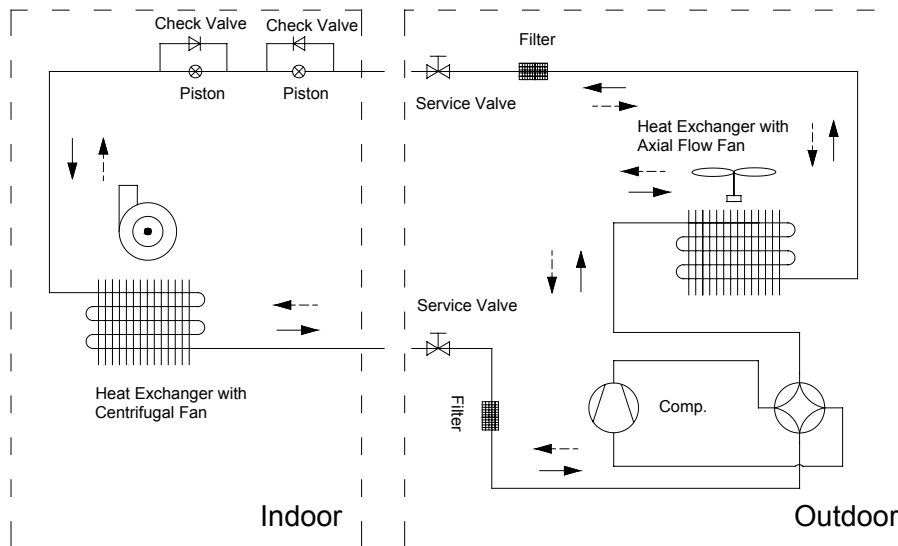 Check Valve
Check Valve
Filter
Piston
Piston
Service Valve
Heat Exchanger with
Axial Flow Fan
Service Valve
Heat Exchanger with
Centrifugal Fan
Filter
Comp.
Indoor
Outdoor